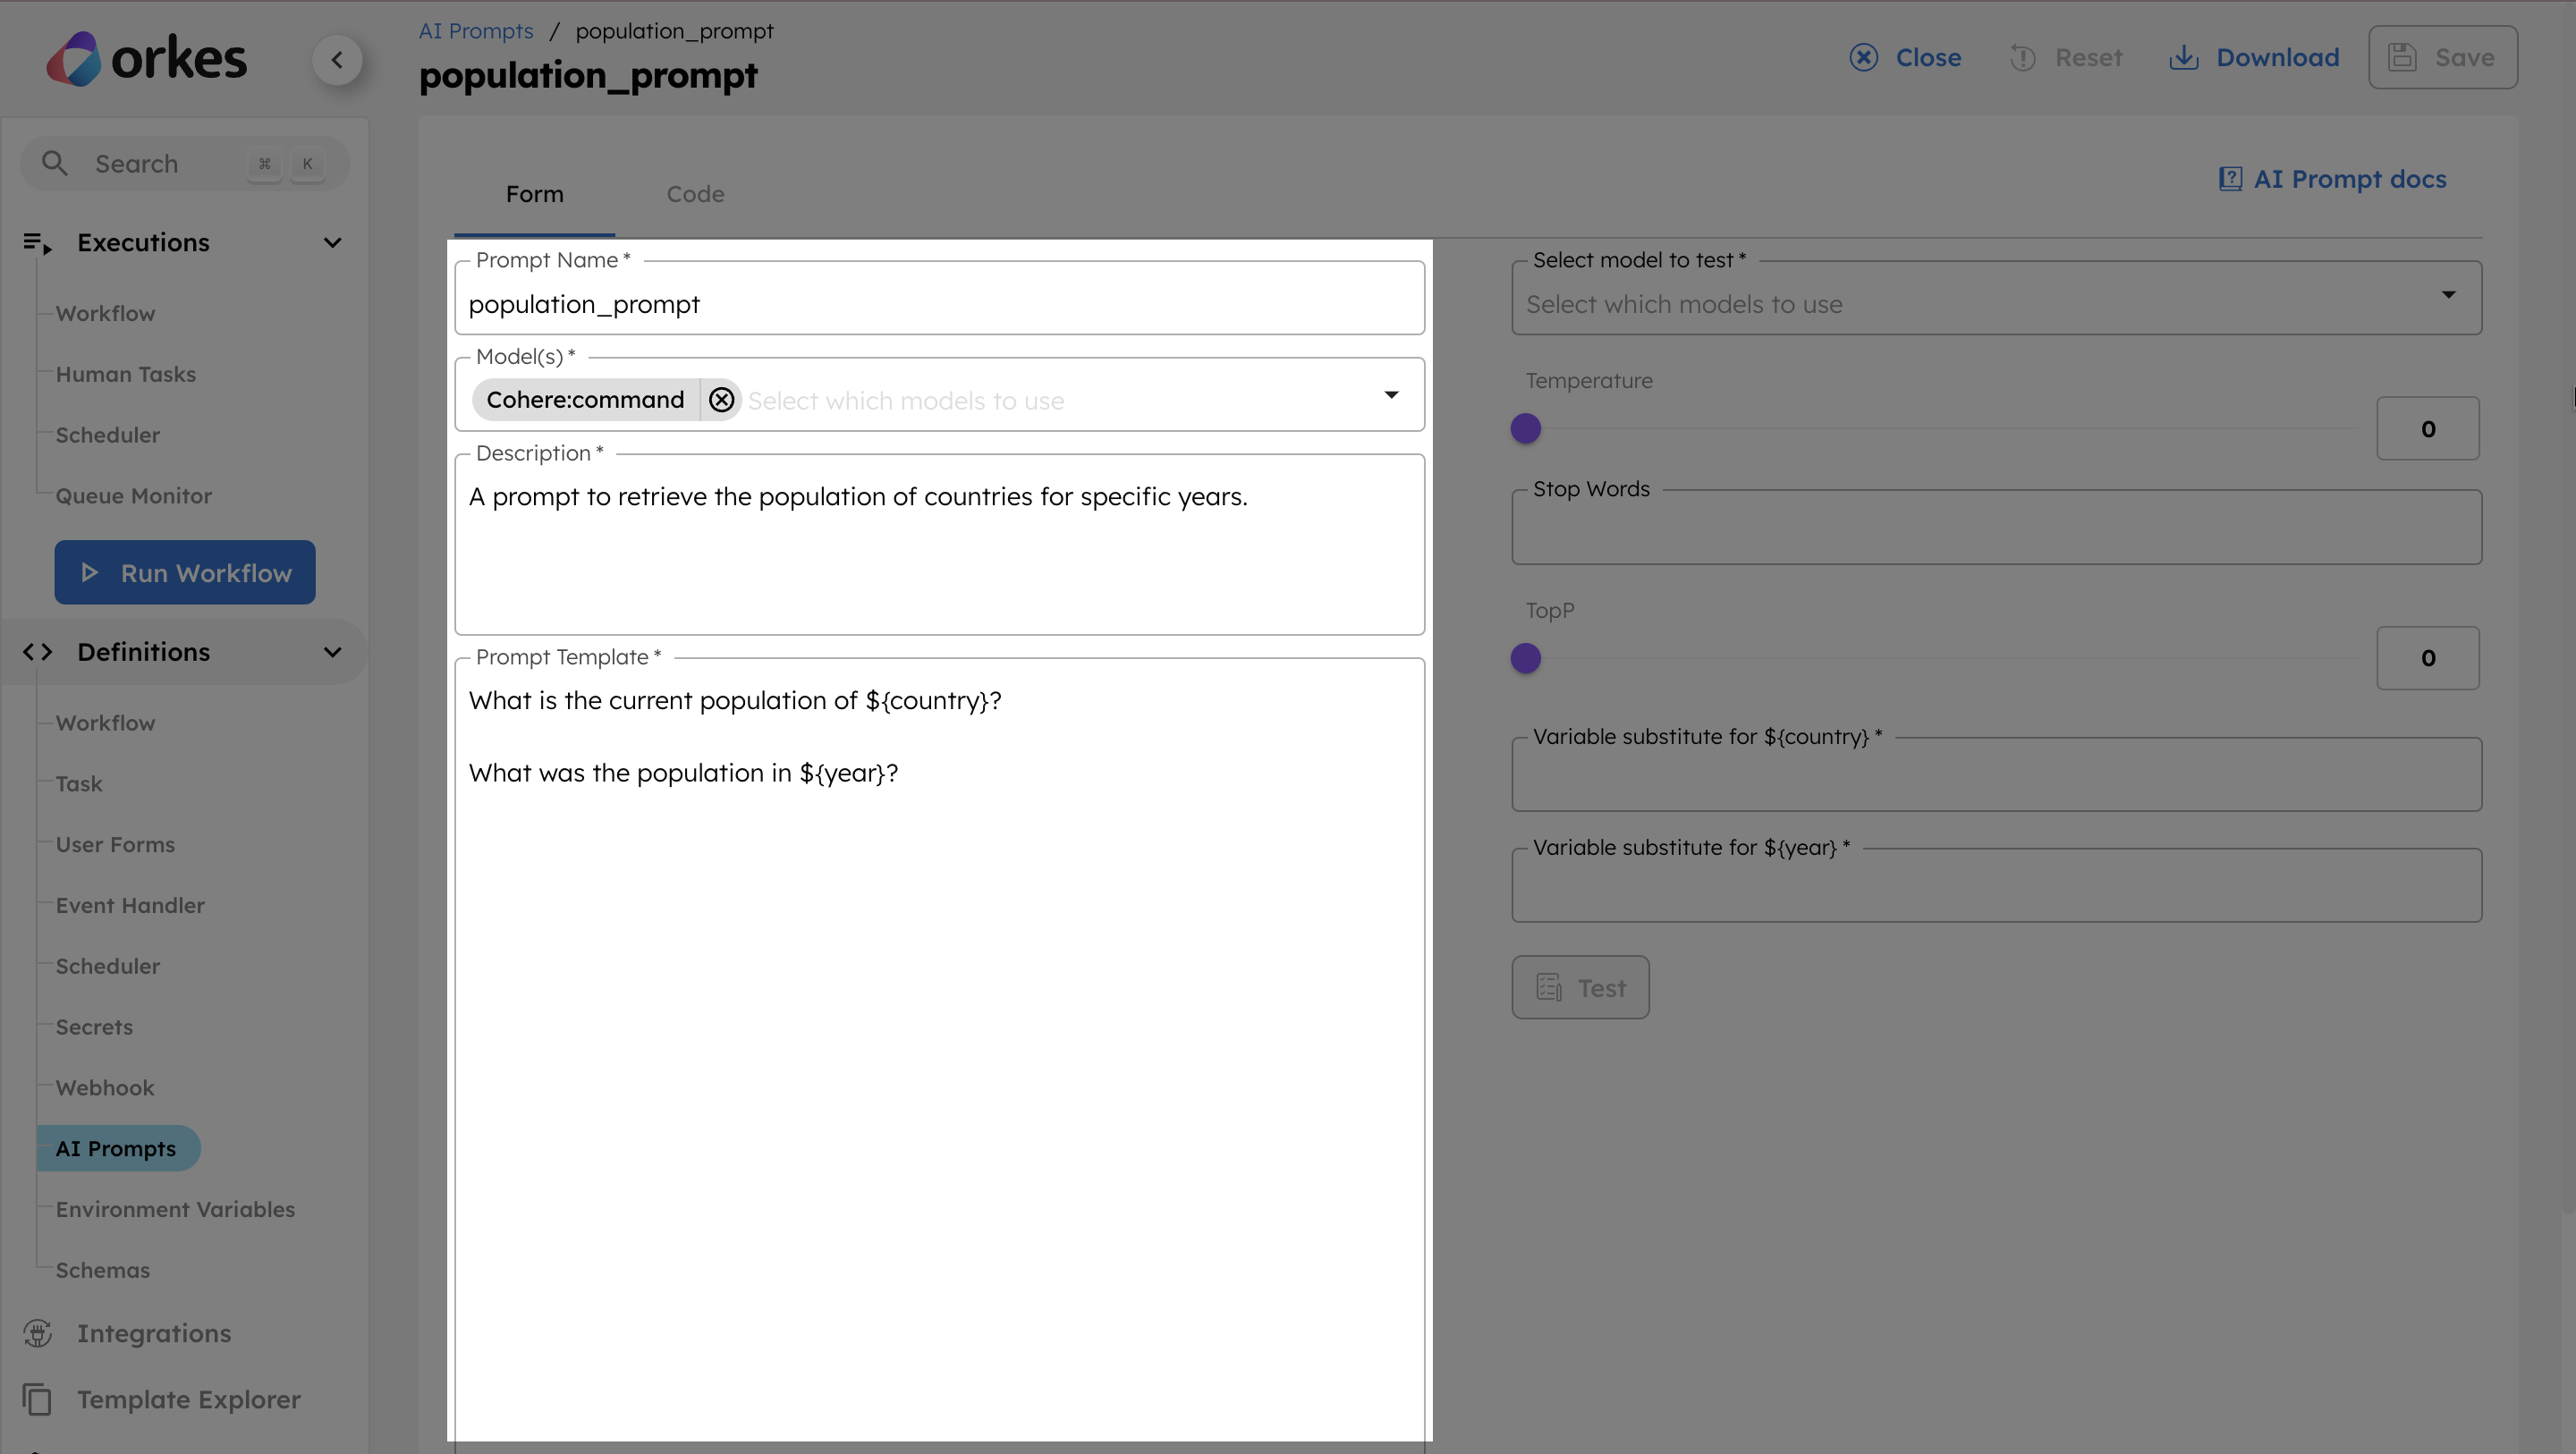 orkes
AI Prompts / population_prompt
population_prompt
Close
Reset
Download
Save
Search ⌘ K
Executions
Workflow
Human Tasks
Scheduler
Queue Monitor
Run Workflow
Definitions
Workflow
Task
User Forms
Event Handler
Scheduler
Secrets
Webhook
AI Prompts
Environment Variables
Schemas
Integrations
Template Explorer
Form
Code
AI Prompt docs
Prompt Name *
population_prompt
Model(s) *
Cohere:command Select which models to use
Description *
A prompt to retrieve the population of countries for specific years.
Prompt Template *
What is the current population of ${country}?
What was the population in ${year}?
Select model to test *
Select which models to use
Temperature
0
Stop Words
TopP
0
Variable substitute for ${country} *
Variable substitute for ${year} *
Test